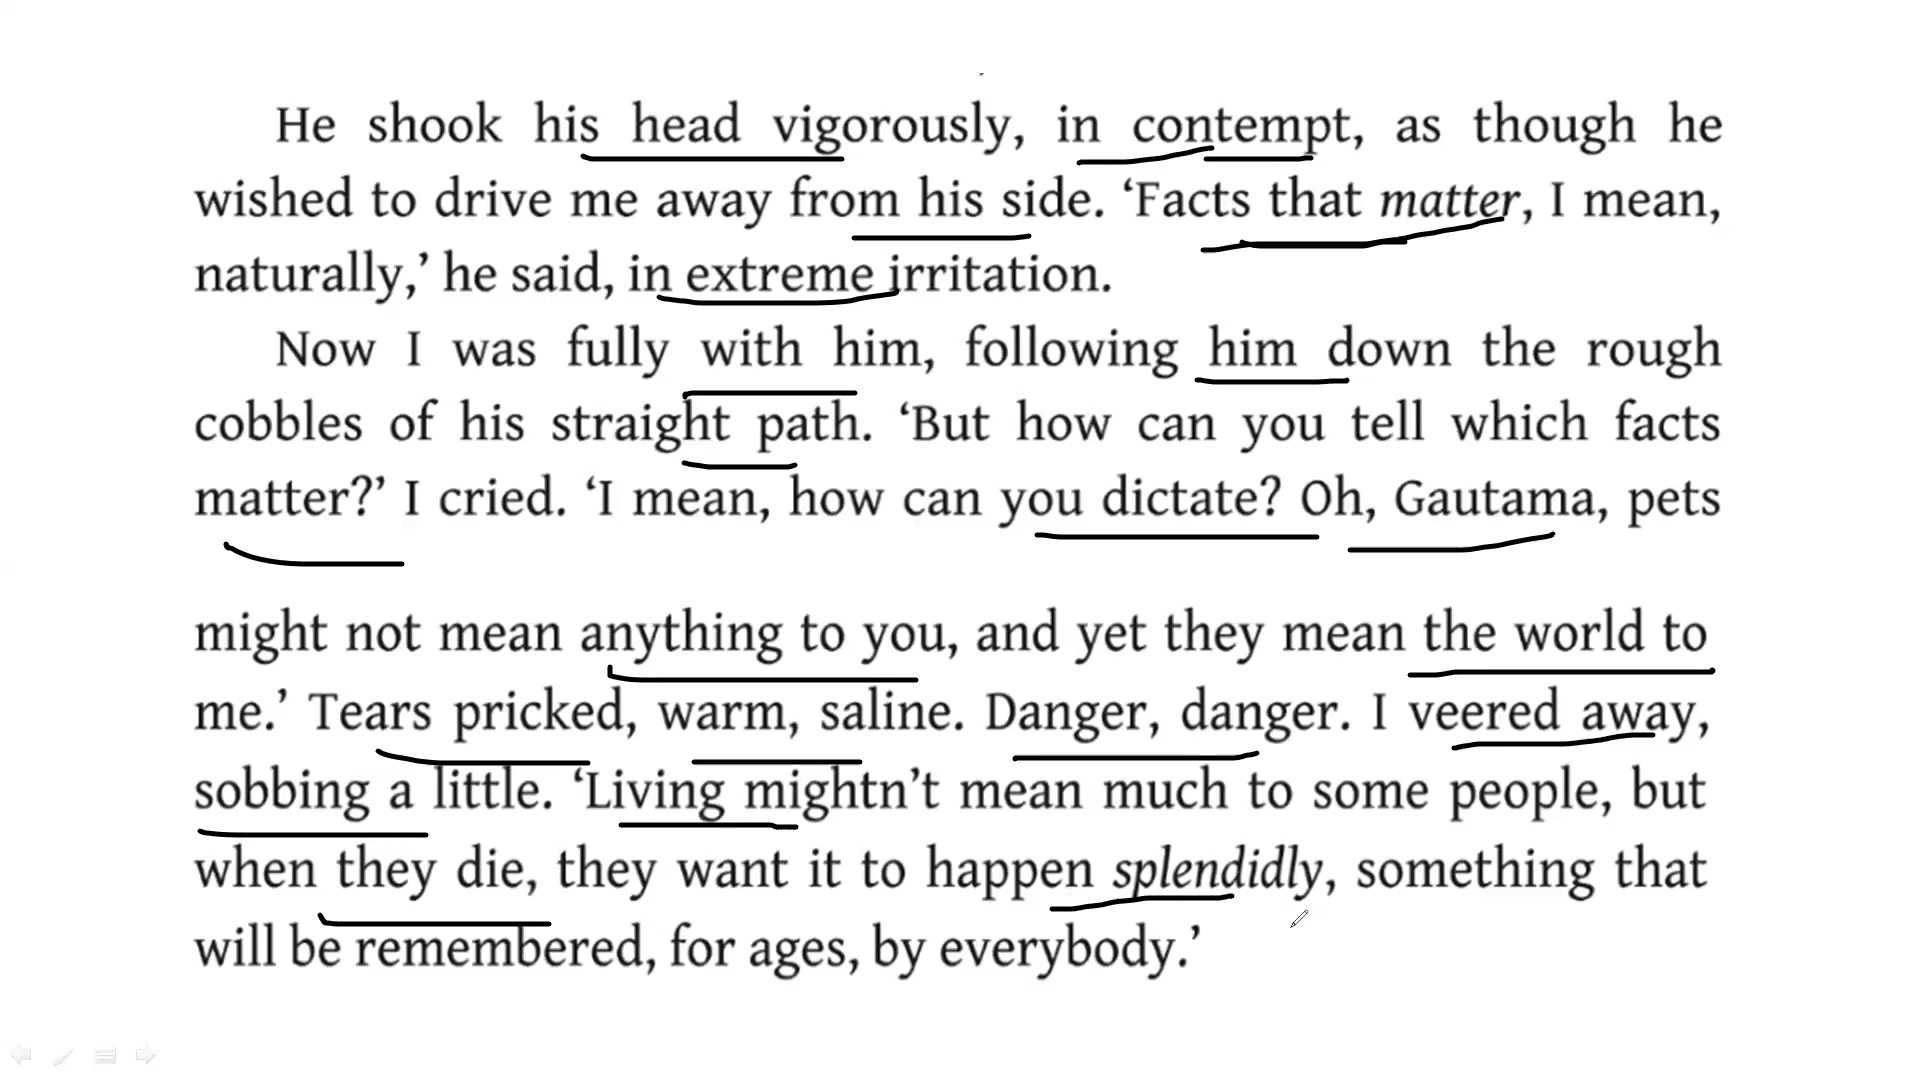 He shook his head vigorously, in contempt, as though he
wished to drive me away from his side. ‘Facts that matter, I mean,
naturally,’ he said, in extreme irritation.
Now I was fully with him, following him down the rough
cobbles of his straight path. ‘But how can you tell which facts
matter?’ I cried. ‘I mean, how can you dictate? Oh, Gautama, pets
might not mean anything to you, and yet they mean the world to
me.’ Tears pricked, warm, saline. Danger, danger. I veered away,
sobbing a little. ‘Living mightn’t mean much to some people, but
when they die, they want it to happen splendidly, something that
will be remembered, for ages, by everybody.’